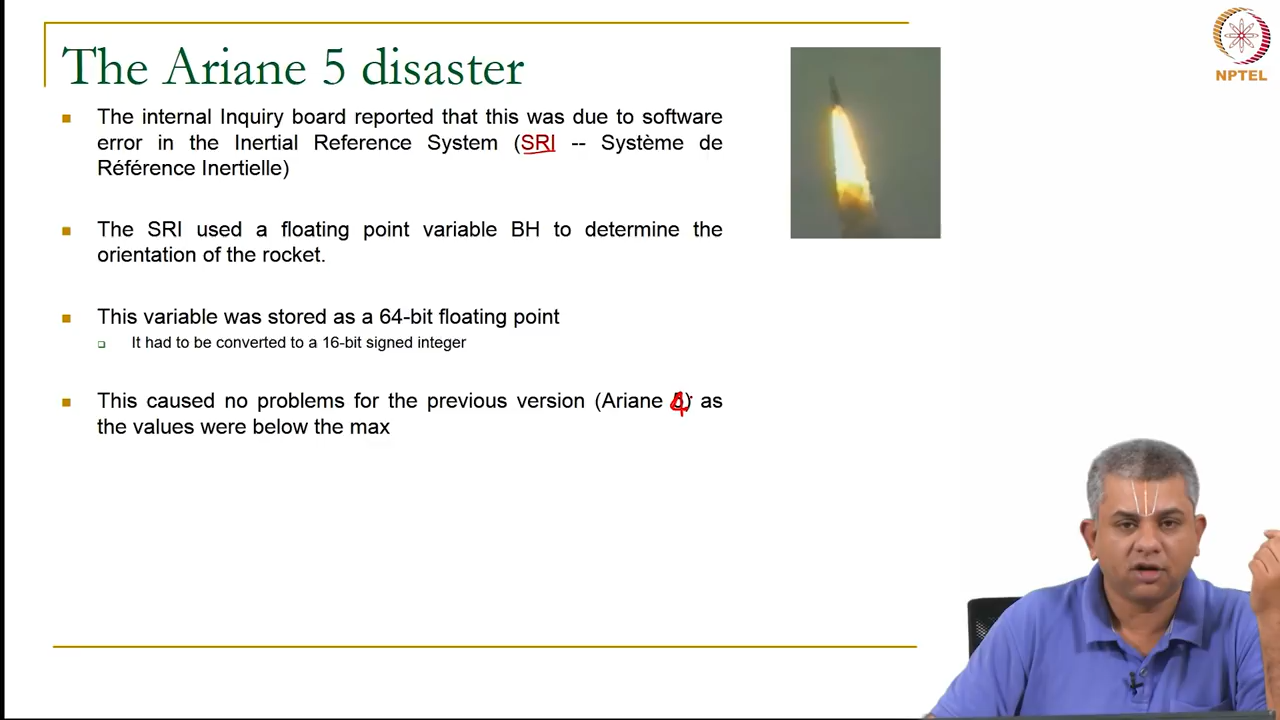 The Ariane 5 disaster
NPTEL
The internal Inquiry board reported that this was due to software
error in the Inertial Reference System (SRI -- Système de
Référence Inertielle)
The SRI used a floating point variable BH to determine the
orientation of the rocket.
This variable was stored as a 64-bit floating point
It had to be converted to a 16-bit signed integer
This caused no problems for the previous version (Ariane 4) as
the values were below the max